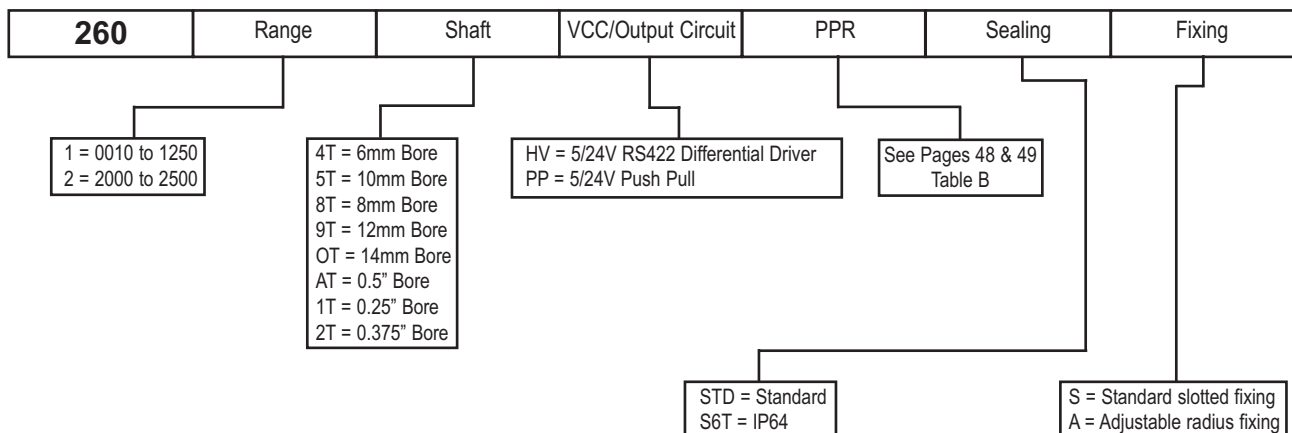 260 Range Shaft VCC/Output Circuit PPR Sealing Fixing
1 = 0010 to 1250
2 = 2000 to 2500
4T = 6mm Bore
5T = 10mm Bore
8T = 8mm Bore
9T = 12mm Bore
OT = 14mm Bore
AT = 0.5” Bore
1T = 0.25” Bore
2T = 0.375” Bore
HV = 5/24V RS422 Differential Driver
PP = 5/24V Push Pull
See Pages 48 & 49
Table B
STD = Standard
S6T = IP64
S = Standard slotted fixing
A = Adjustable radius fixing